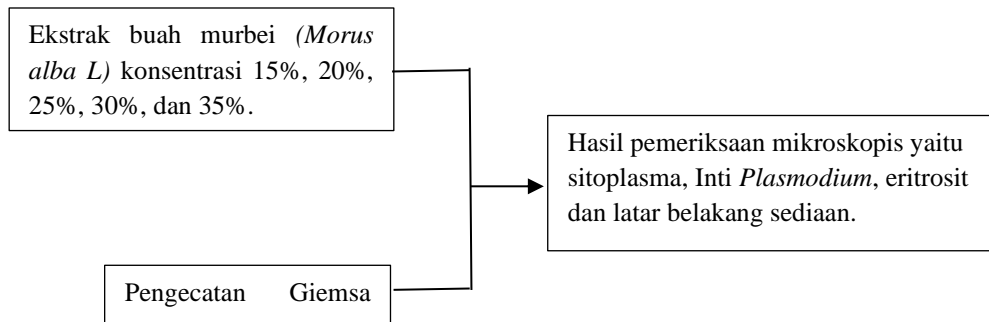 Ekstrak buah murbei (Morus
alba L) konsentrasi 15%, 20%,
25%, 30%, dan 35%.
Hasil pemeriksaan mikroskopis yaitu
sitoplasma, Inti Plasmodium, eritrosit
dan latar belakang sediaan.
Pengecatan Giemsa